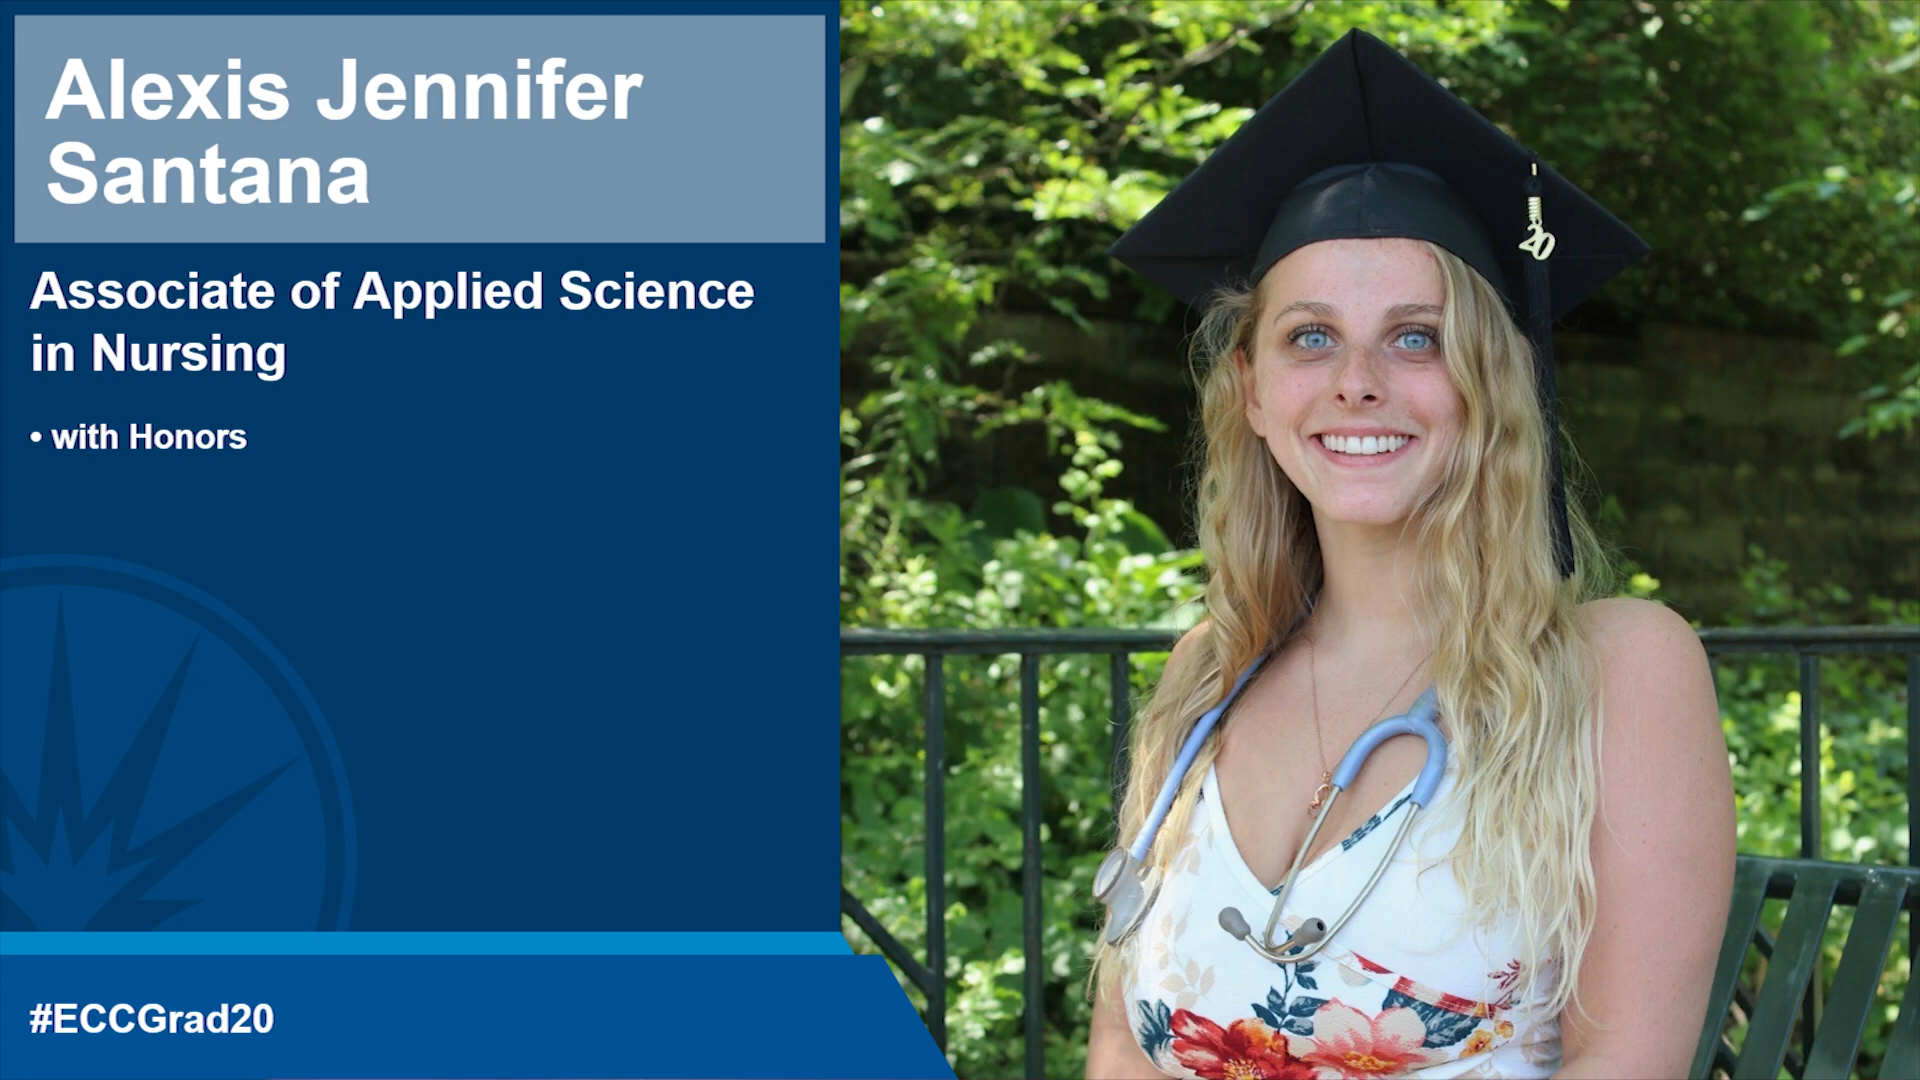 Alexis Jennifer
Santana
Associate of Applied Science
in Nursing
• with Honors
#ECCGrad20
20